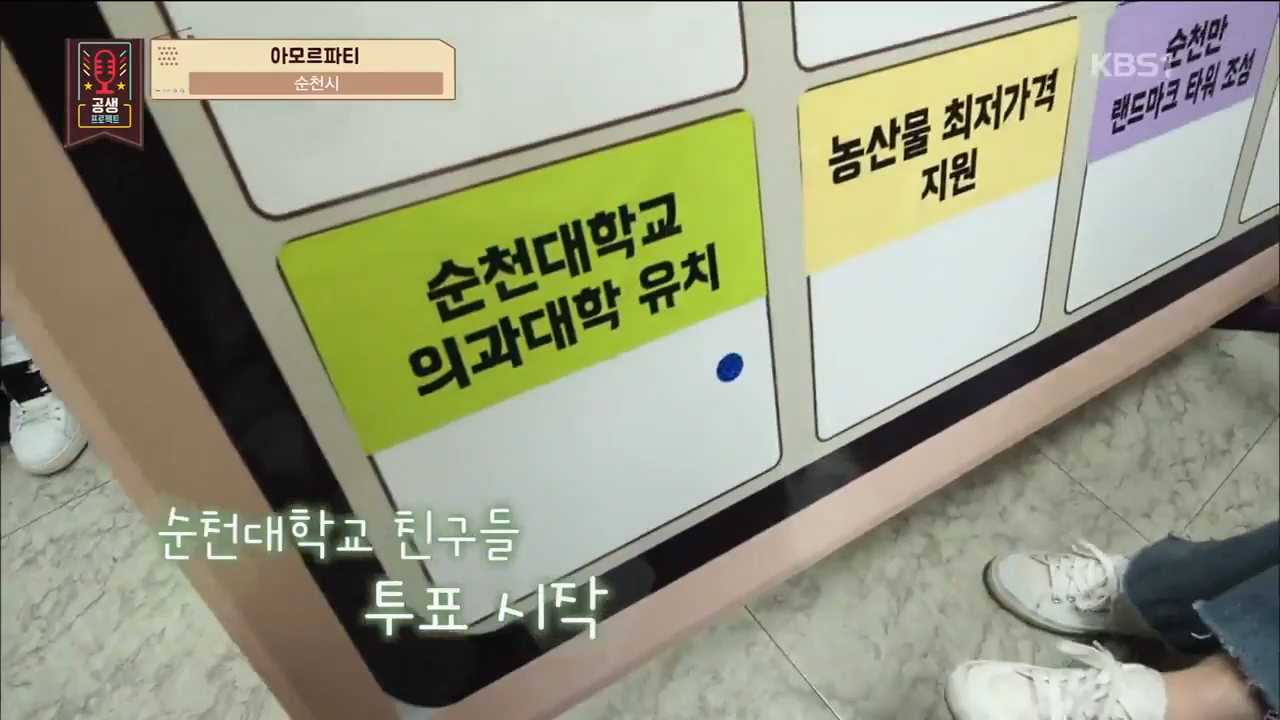 공생
프로젝트
아모르파티
순천시
KBS1
순천만
랜드마크 타워 조성
농산물 최저가격
지원
순천대학교
의과대학 유치
순천대학교 친구들
투표 시작